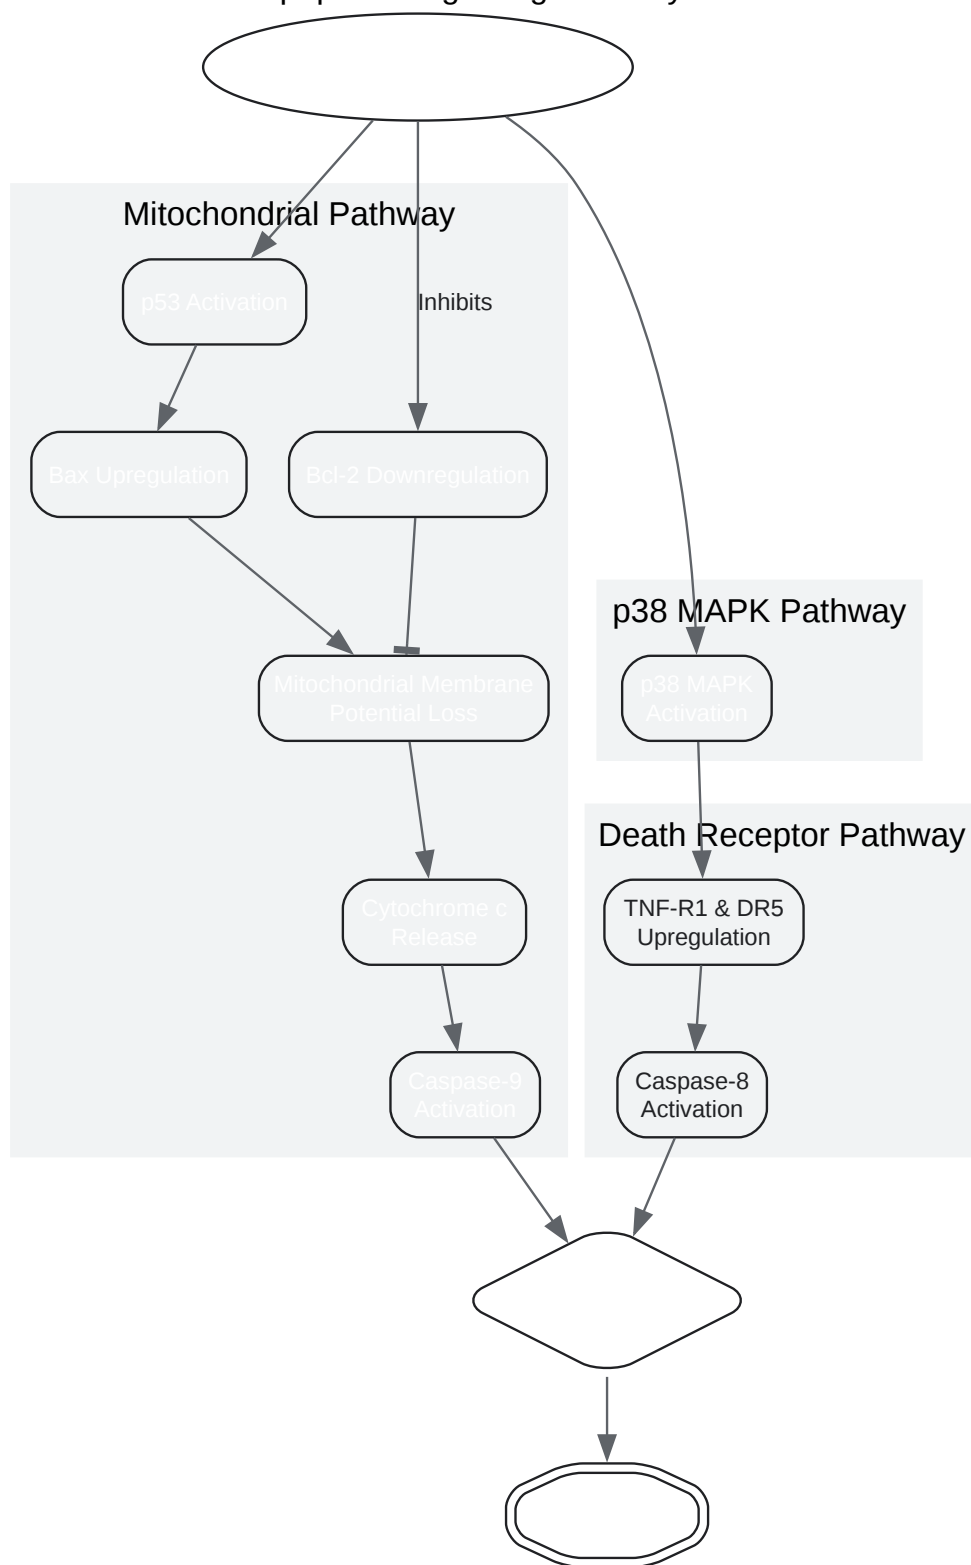 Mitochondrial Pathway
p53 Activation
Inhibits
Bax Upregulation
Bcl-2 Downregulation
p38 MAPK Pathway
Mitochondrial Membrane
Potential Loss
p38 MAPK
Activation
Death Receptor Pathway
Cytochrome c
Release
TNF-R1 & DR5
Upregulation
Caspase-9
Activation
Caspase-8
Activation